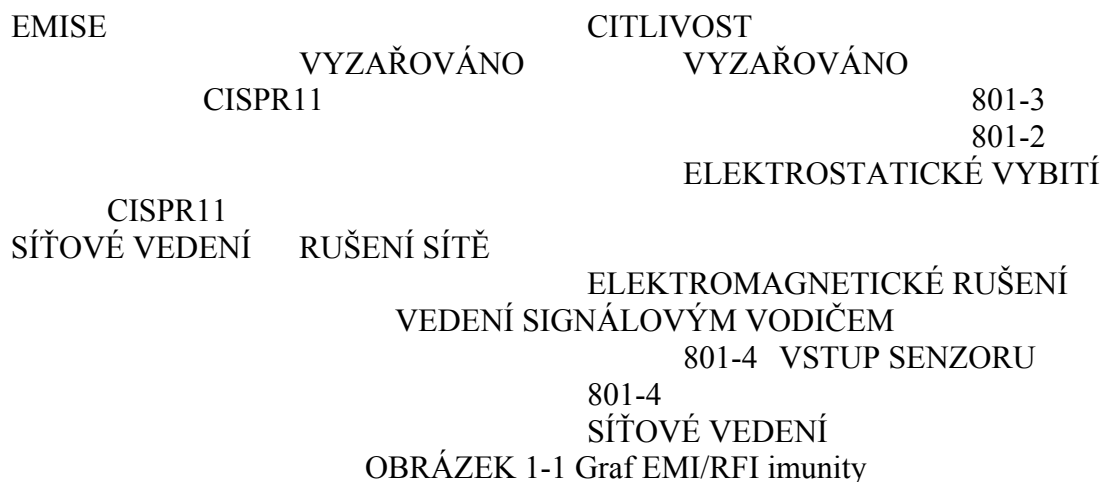 EMISE CITLIVOST
VYZAŘOVÁNO VYZAŘOVÁNO
CISPR11 801-3
801-2
ELEKTROSTATICKÉ VYBITÍ
CISPR11
SÍŤOVÉ VEDENÍ RUŠENÍ SÍTĚ
ELEKTROMAGNETICKÉ RUŠENÍ
VEDENÍ SIGNÁLOVÝM VODIČEM
801-4 VSTUP SENZORU
801-4
SÍŤOVÉ VEDENÍ
OBRÁZEK 1-1 Graf EMI/RFI imunity